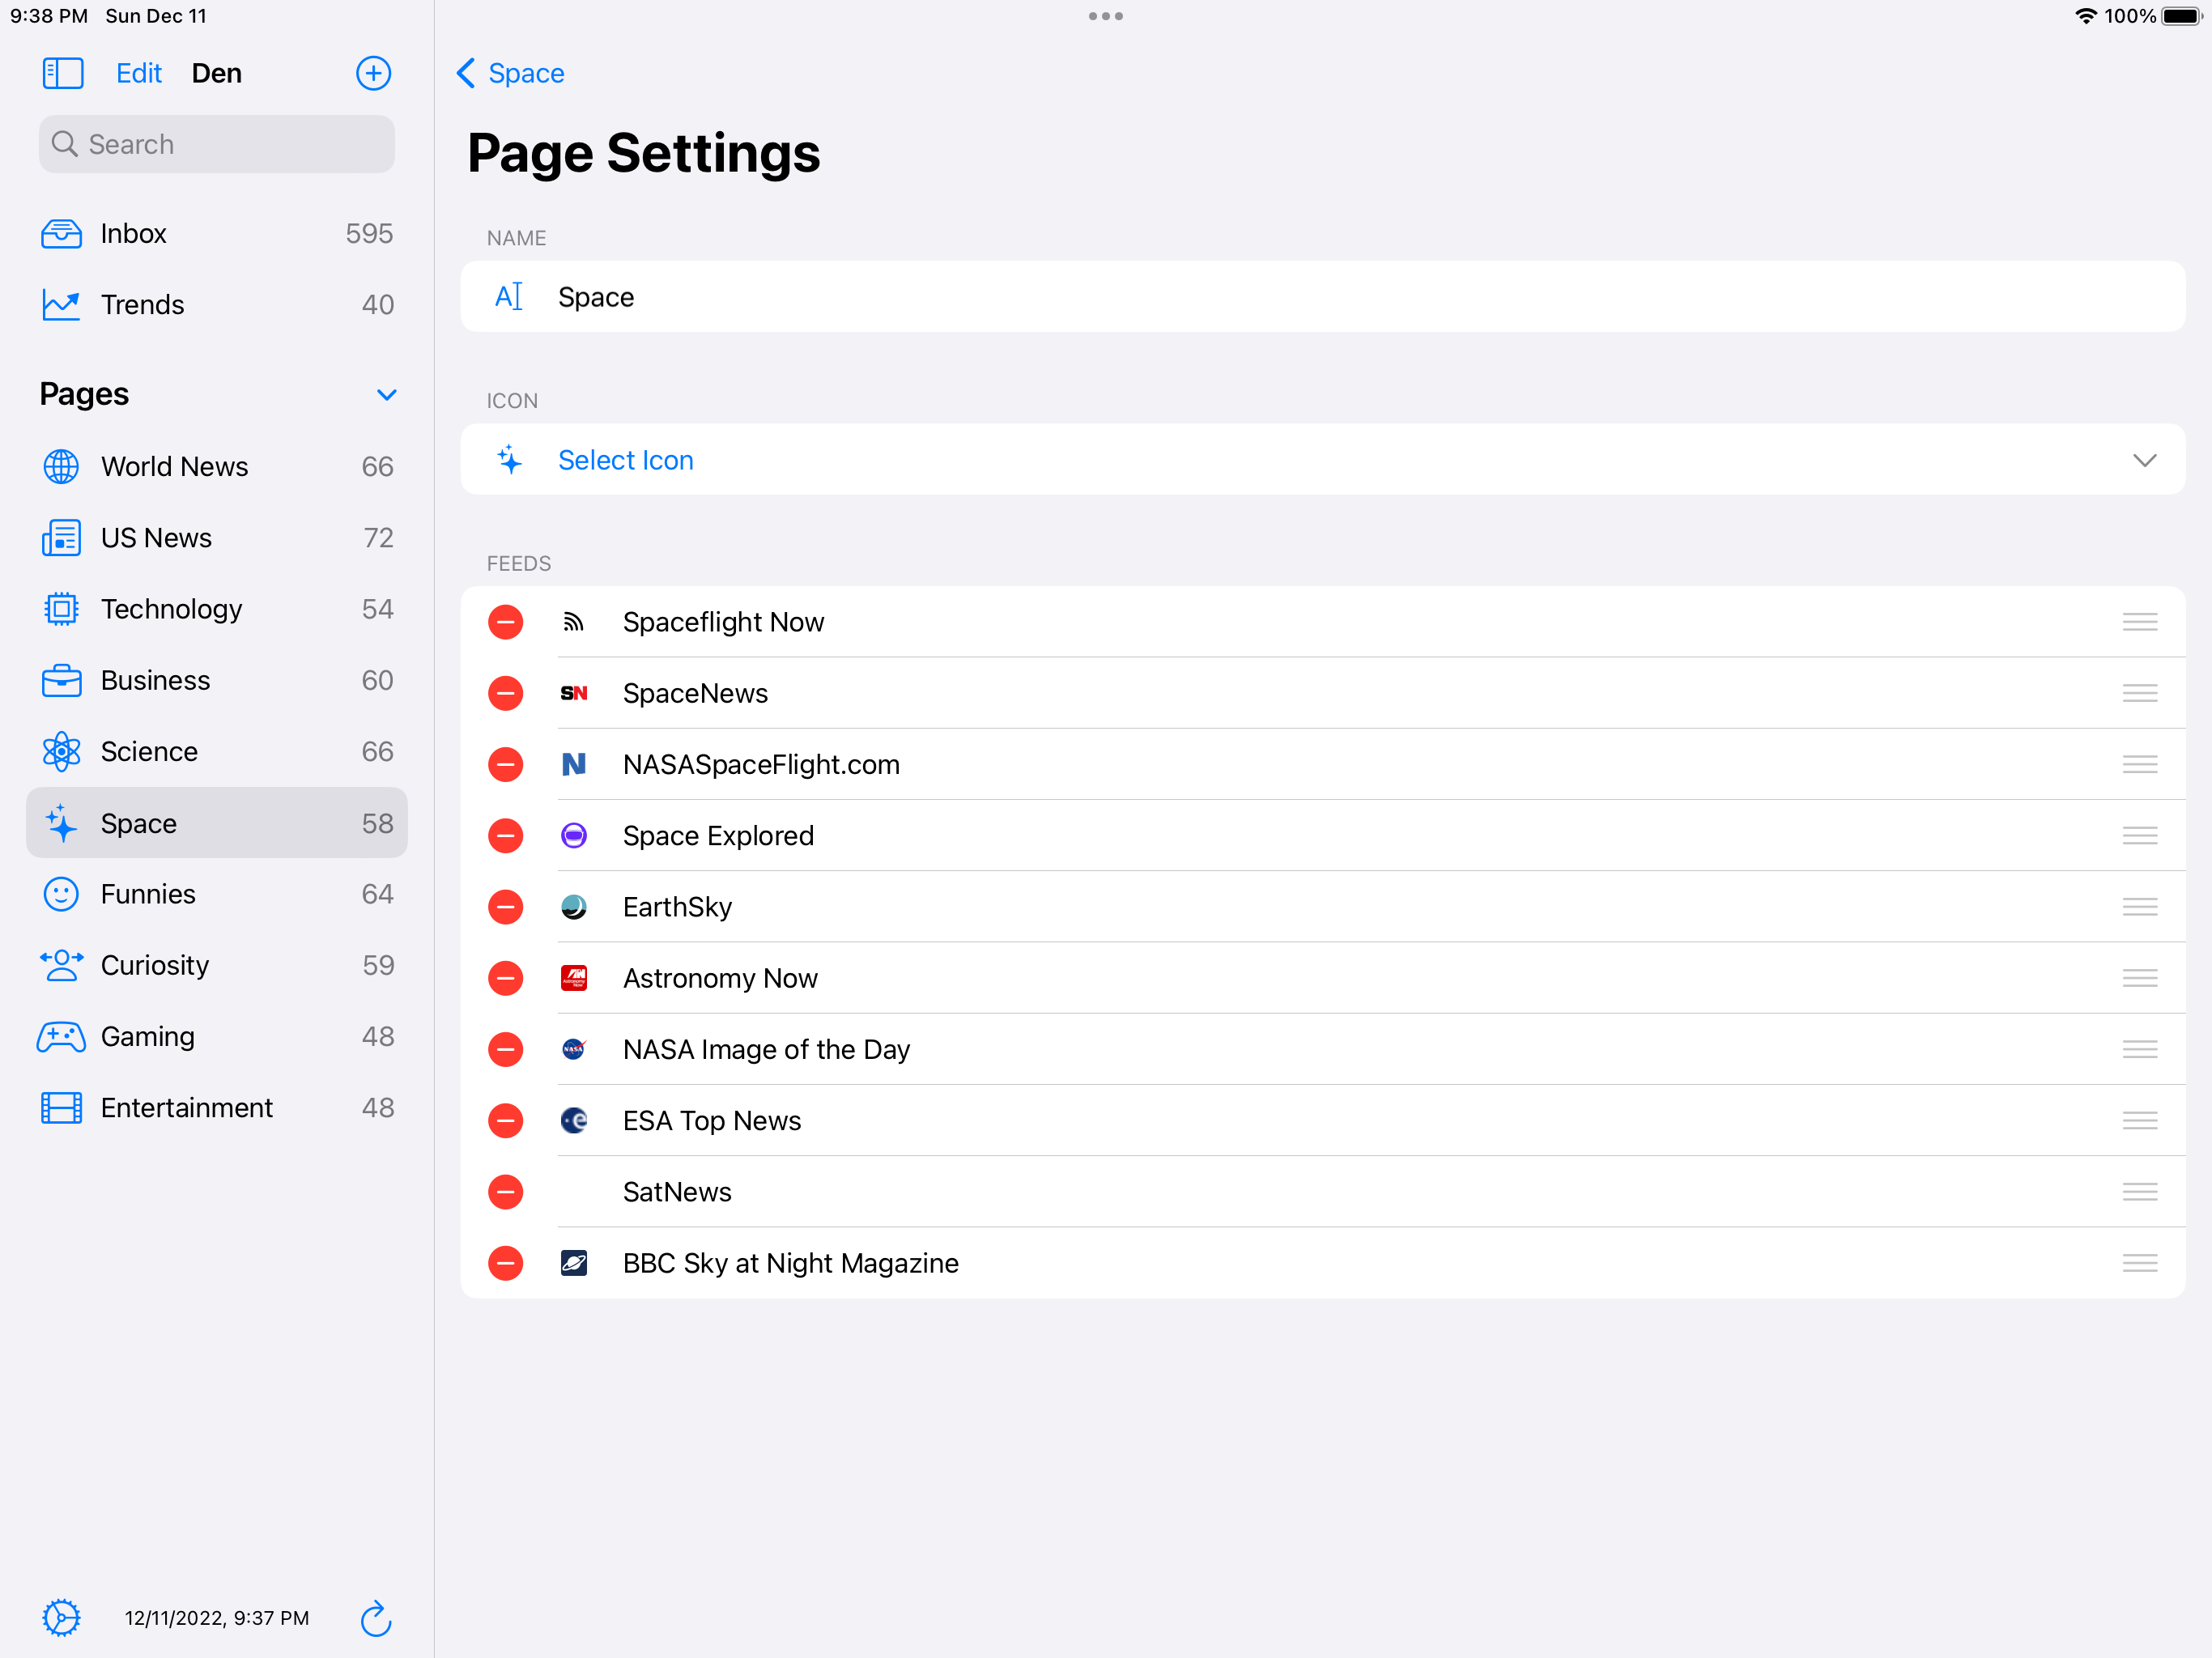 9:38 PM Sun Dec 11
100%
Edit Den
Search
Inbox 595
Trends 40
Pages
World News 66
US News 72
Technology 54
Business 60
Science 66
Space 58
Funnies 64
Curiosity 59
Gaming 48
Entertainment 48
12/11/2022, 9:37 PM
Space
Page Settings
NAME
Space
ICON
Select Icon
FEEDS
Spaceflight Now
SN SpaceNews
N NASASpaceFlight.com
Space Explored
EarthSky
Astronomy Now
NASA NASA Image of the Day
ESA Top News
SatNews
BBC Sky at Night Magazine